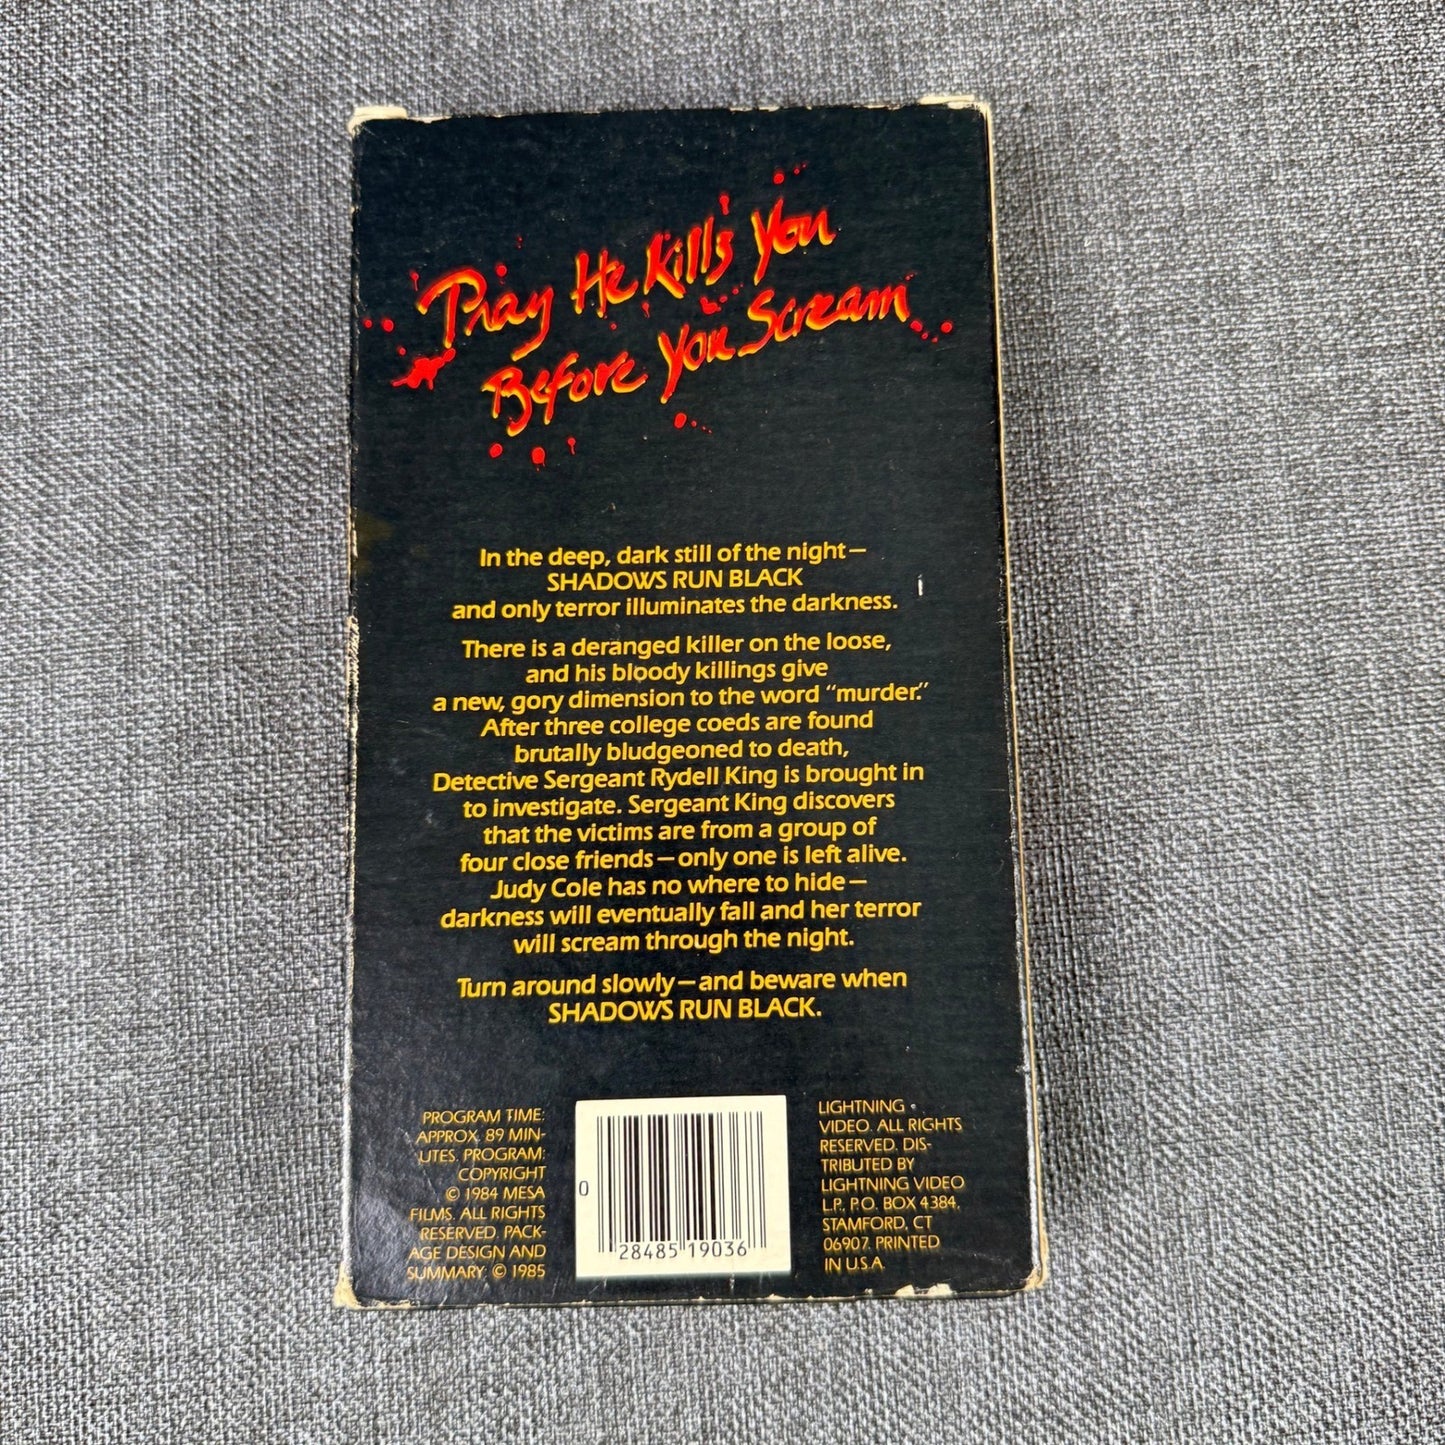 Pray He Kills You
Before You Scream
In the deep, dark still of the night—
SHADOWS RUN BLACK
and only terror illuminates the darkness.
There is a deranged killer on the loose,
and his bloody killings give
a new, gory dimension to the word "murder."
After three college coeds are found
brutally bludgeoned to death,
Detective Sergeant Rydell King is brought in
to investigate. Sergeant King discovers
that the victims are from a group of
four close friends—only one is left alive.
Judy Cole has no where to hide—
darkness will eventually fall and her terror
will scream through the night.
Turn around slowly—and beware when
SHADOWS RUN BLACK.
PROGRAM TIME:
APPROX. 89 MIN-
UTES. PROGRAM:
COPYRIGHT
© 1984 MESA
FILMS. ALL RIGHTS
RESERVED. PACK-
AGE DESIGN AND
SUMMARY: © 1985
0
28485 19036
LIGHTNING
VIDEO. ALL RIGHTS
RESERVED. DIS-
TRIBUTED BY
LIGHTNING VIDEO
L.P., P.O. BOX 4384,
STAMFORD, CT
06907. PRINTED
IN U.S.A.